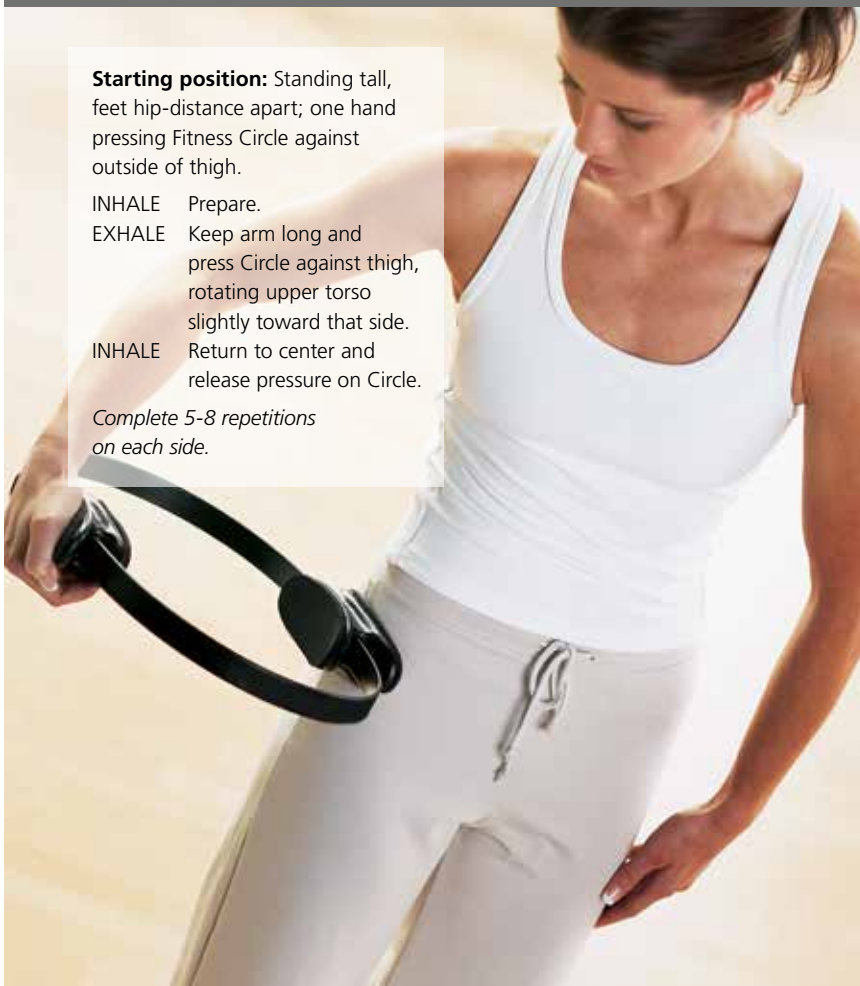 Starting position: Standing tall,
feet hip-distance apart; one hand
pressing Fitness Circle against
outside of thigh.
INHALE Prepare.
EXHALE Keep arm long and
press Circle against thigh,
rotating upper torso
slightly toward that side.
INHALE Return to center and
release pressure on Circle.
Complete 5-8 repetitions
on each side.